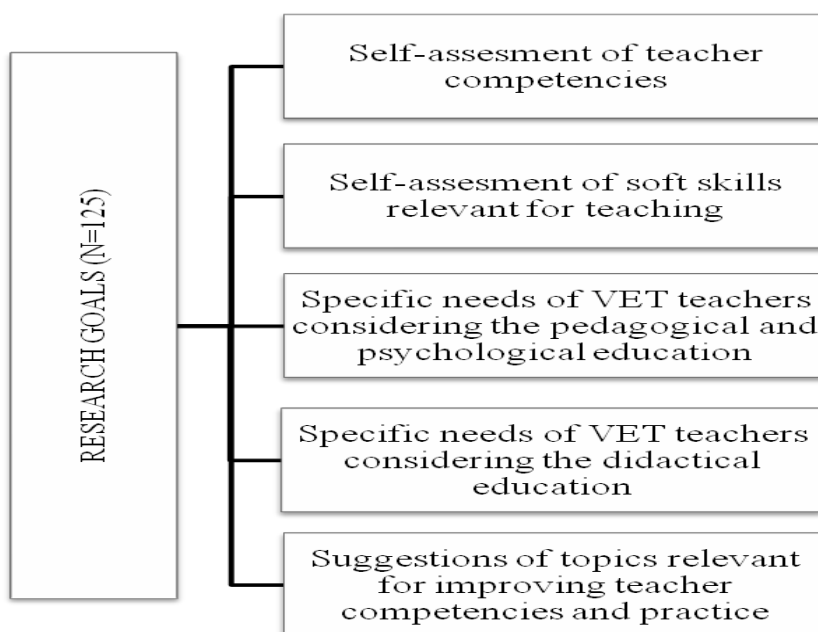 RESEARCH GOALS (N=125)
Self-assesment of teacher
competencies
Self-assesment of soft skills
relevant for teaching
Specific needs of VET teachers
considering the pedagogical and
psychological education
Specific needs of VET teachers
considering the didactical
education
Suggestions of topics relevant
for improving teacher
competencies and practice